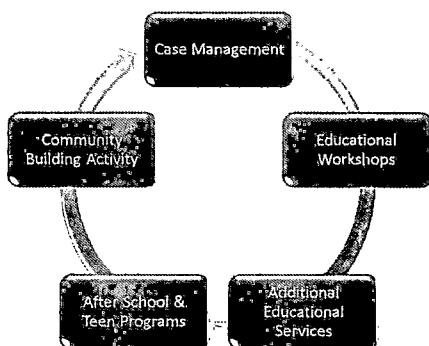 Case Management
Educational
Workshops
Additional
Educational
Services
After School &
Teen Programs
Community
Building Activity